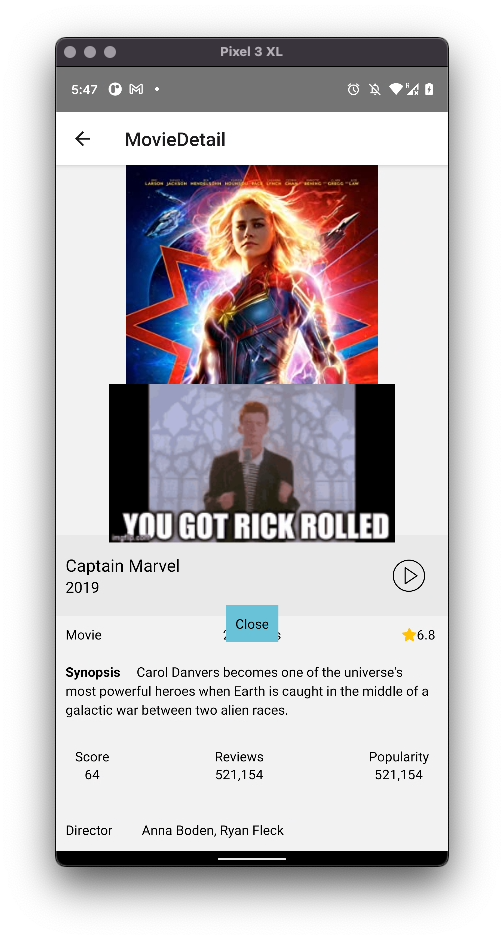 Pixel 3 XL
5:47
MovieDetail
LARSON JACKSON MENDELSOHN HOUNSOU PACE LYNCH CHAN BENING GREGG LAW
YOU GOT RICK ROLLED
imgflip.com
Captain Marvel
2019
Close
Movie
6.8
Synopsis Carol Danvers becomes one of the universe's
most powerful heroes when Earth is caught in the middle of a
galactic war between two alien races.
Score Reviews Popularity
64 521,154 521,154
Director Anna Boden, Ryan Fleck